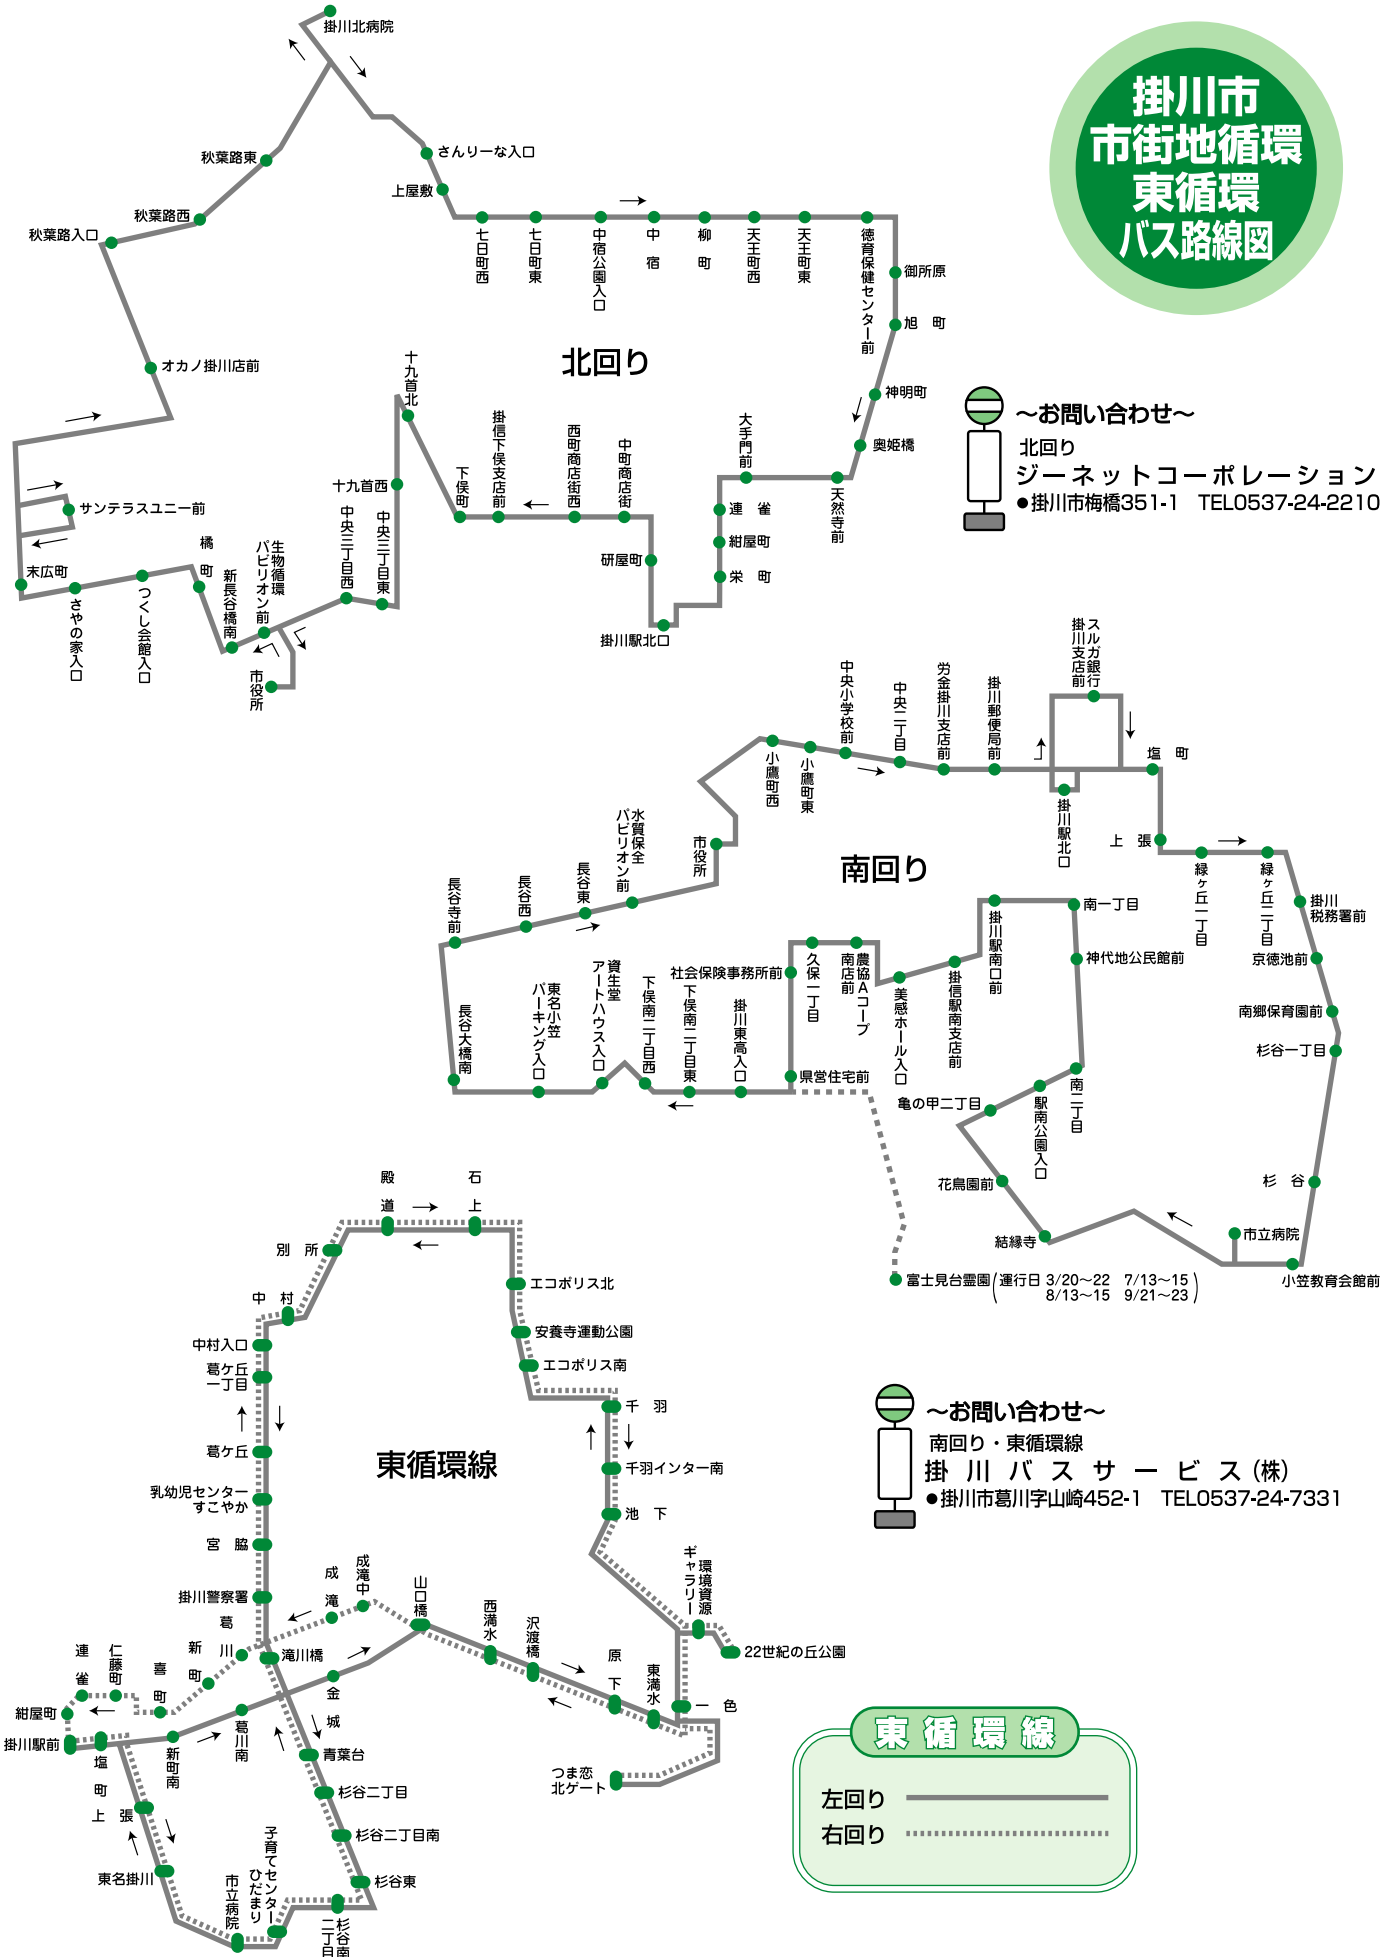 掛川市
市街地循環
東循環
バス路線図
掛川北病院
さんりーな入口
秋葉路東
上屋敷
秋葉路西
秋葉路入口
七日町西
七日町東
中宿公園入口
中宿
柳町
天王町西
天王町東
徳育保健センター前
御所原
旭 町
北回り
オカノ掛川店前
十九首北
神明町
掛信下俣支店前
西町商店街西
中町商店街
大手門前
奥姫橋
下俣町
十九首西
天然寺前
サンテラスユニー前
中央三丁目西
中央三丁目東
連 雀
紺屋町
栄 町
研屋町
橘町
新長谷橋南
生物循環
パビリオン前
末広町
さやの家入口
つくし会館入口
掛川駅北口
市役所
〜お問い合わせ〜
北回り
ジーネットコーポレーション
●掛川市梅橋351-1 TEL0537-24-2210
スルガ銀行
掛川支店前
中央小学校前
中央二丁目
労金掛川支店前
掛川郵便局前
塩 町
小鷹町西
小鷹町東
掛川駅北口
上 張
水質保全
パビリオン前
市役所
南回り
長谷寺前
長谷西
長谷東
緑ヶ丘一丁目
緑ヶ丘二丁目
掛川
税務署前
南一丁目
掛川駅南口前
神代地公民館前
京徳池前
社会保険事務所前
久保一丁目
農協Aコープ
南店前
美感ホール入口
掛信駅南支店前
南郷保育園前
杉谷一丁目
長谷大橋南
東名小笠
パーキング入口
資生堂
アートハウス入口
下俣南二丁目西
下俣南二丁目東
掛川東高入口
県営住宅前
亀の甲二丁目
駅南公園入口
南二丁目
花鳥園前
杉 谷
結縁寺
市立病院
小笠教育会館前
富士見台霊園(運行日 3/20〜22 7/13〜15
8/13〜15 9/21〜23)
殿道
石上
別 所
エコポリス北
中 村
安養寺運動公園
中村入口
エコポリス南
葛ケ丘
一丁目
千 羽
葛ケ丘
東循環線
千羽インター南
乳幼児センター
すこやか
池 下
宮 脇
掛川警察署
成滝
成滝中
山口橋
西満水
沢渡橋
原下
東満水
環境資源
ギャラリー
22世紀の丘公園
葛川
新町
喜町
仁藤町
連雀
滝川橋
紺屋町
金城
一 色
掛川駅前
塩町
新町南
葛川南
青葉台
つま恋
北ゲート
杉谷二丁目
上 張
杉谷二丁目南
東名掛川
杉谷東
市立病院
子育てセンター
ひだまり
杉谷南
二丁目
〜お問い合わせ〜
南回り・東循環線
掛川バスサービス(株)
●掛川市葛川字山崎452-1 TEL0537-24-7331
東循環線
左回り
右回り